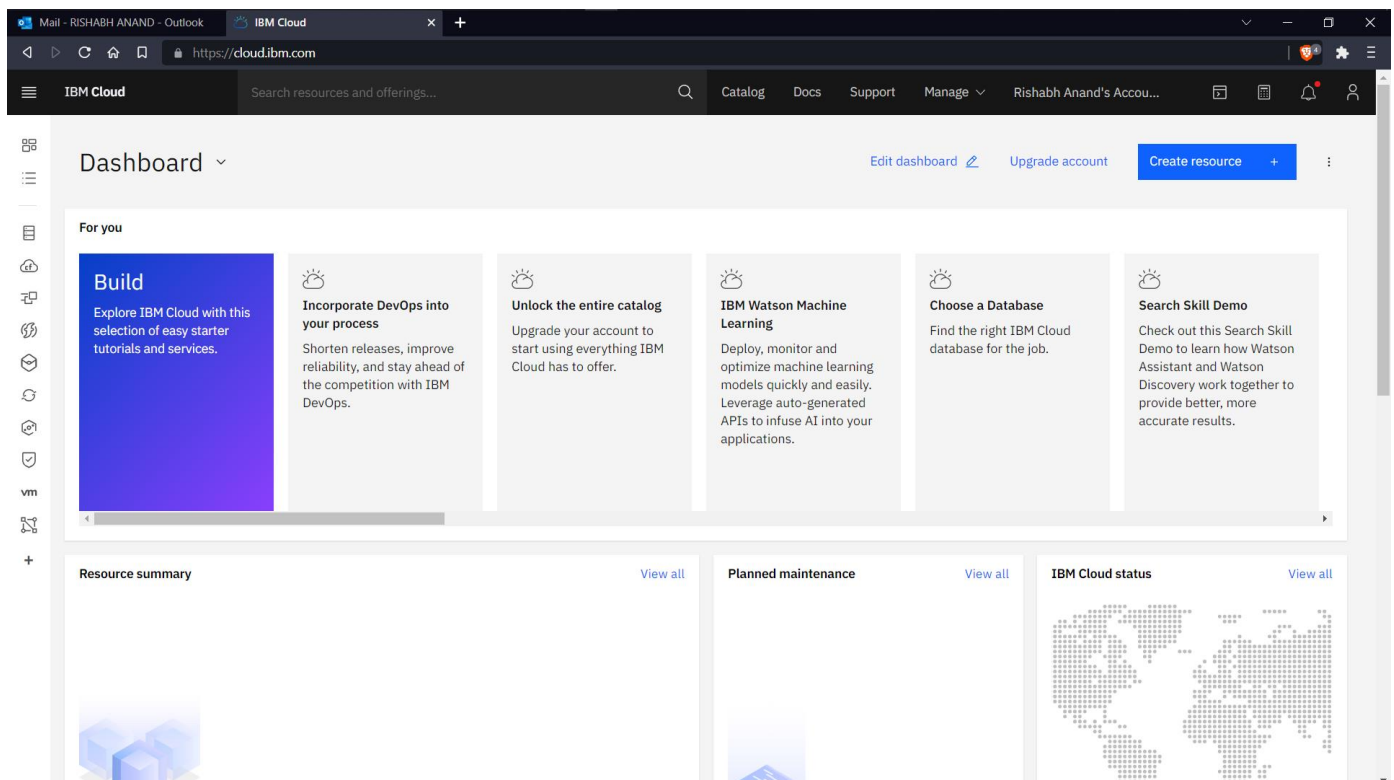 Mail - RISHABH ANAND - Outlook
IBM Cloud
https://cloud.ibm.com
4
IBM Cloud
Search resources and offerings...
Catalog
Docs
Support
Manage
Rishabh Anand's Accou...
Dashboard
Edit dashboard
Upgrade account
Create resource +
For you
Build
Explore IBM Cloud with this
selection of easy starter
tutorials and services.
Incorporate DevOps into
your process
Shorten releases, improve
reliability, and stay ahead of
the competition with IBM
DevOps.
Unlock the entire catalog
Upgrade your account to
start using everything IBM
Cloud has to offer.
IBM Watson Machine
Learning
Deploy, monitor and
optimize machine learning
models quickly and easily.
Leverage auto-generated
APIs to infuse AI into your
applications.
Choose a Database
Find the right IBM Cloud
database for the job.
Search Skill Demo
Check out this Search Skill
Demo to learn how Watson
Assistant and Watson
Discovery work together to
provide better, more
accurate results.
cf
vm
Resource summary
View all
Planned maintenance
View all
IBM Cloud status
View all